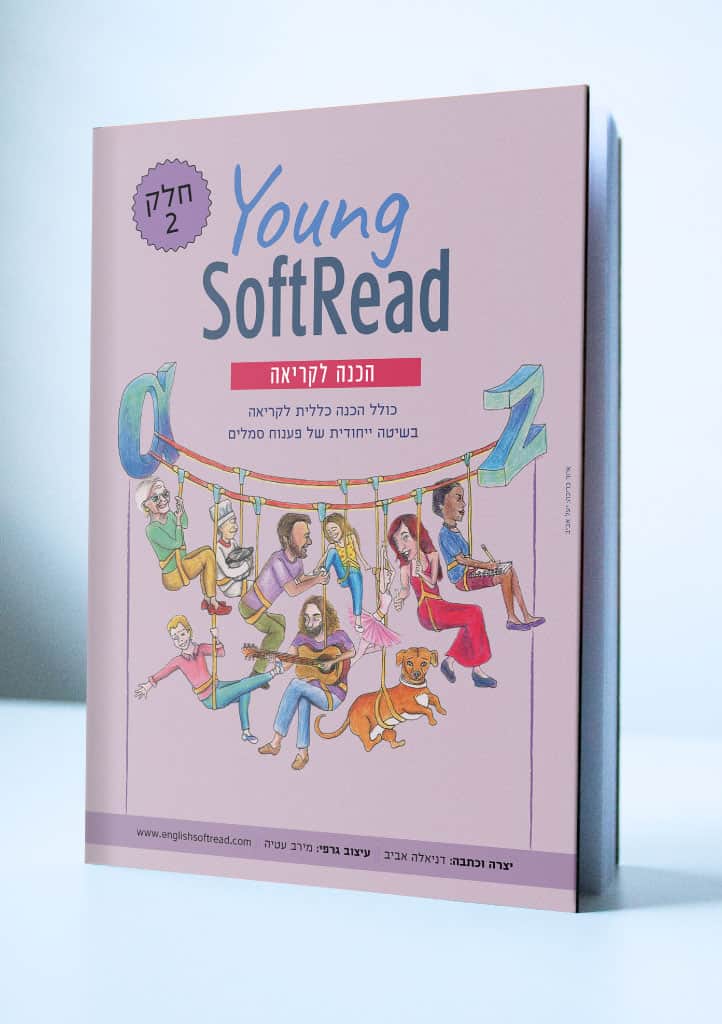 חלק
2
Young
SoftRead
הכנה לקריאה
כולל הכנה כללית לקריאה
בשיטה ייחודית של פענוח סמלים
a z
יצרה וכתבה: דניאלה אביב | עיצוב גרפי: מירב עטיה | www.englishsoftread.com